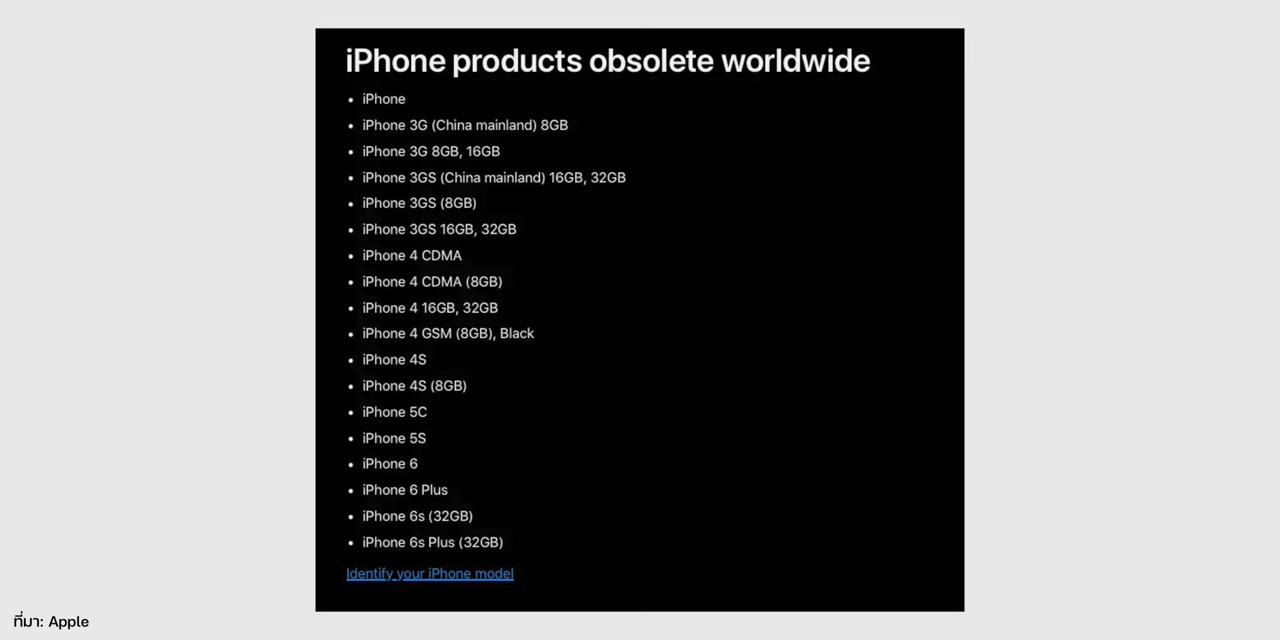 iPhone products obsolete worldwide
• iPhone
• iPhone 3G (China mainland) 8GB
• iPhone 3G 8GB, 16GB
• iPhone 3GS (China mainland) 16GB, 32GB
• iPhone 3GS (8GB)
• iPhone 3GS 16GB, 32GB
• iPhone 4 CDMA
• iPhone 4 CDMA (8GB)
• iPhone 4 16GB, 32GB
• iPhone 4 GSM (8GB), Black
• iPhone 4S
• iPhone 4S (8GB)
• iPhone 5C
• iPhone 5S
• iPhone 6
• iPhone 6 Plus
• iPhone 6s (32GB)
• iPhone 6s Plus (32GB)
Identify your iPhone model
ที่มา: Apple